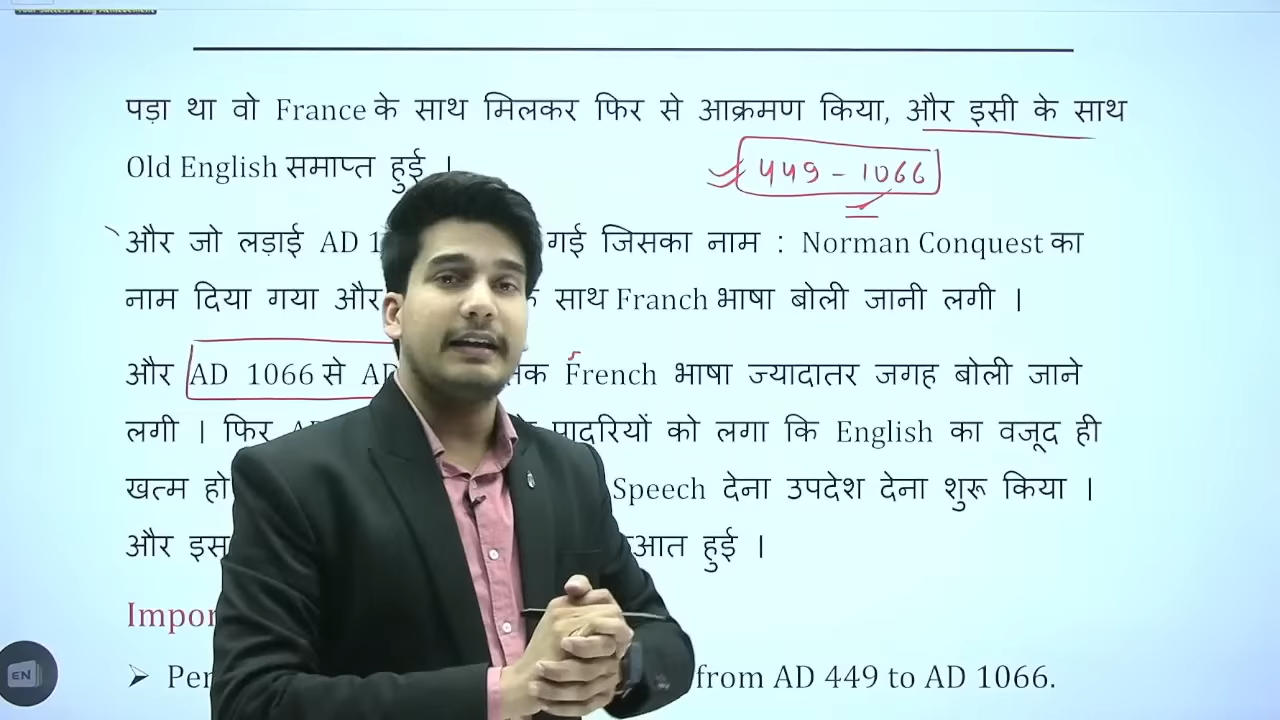 पड़ा था वो France के साथ मिलकर फिर से आक्रमण किया, और इसी के साथ
Old English समाप्त हुई ।
449 - 1066
और जो लड़ाई AD 1 गई जिसका नाम : Norman Conquest का
नाम दिया गया और साथ Franch भाषा बोली जानी लगी ।
और AD 1066 से AD तक French भाषा ज्यादातर जगह बोली जाने
लगी । फिर पादरियों को लगा कि English का वजूद ही
खत्म हो Speech देना उपदेश देना शुरू किया ।
और इस हुई ।
Impor
Per from AD 449 to AD 1066.
EN